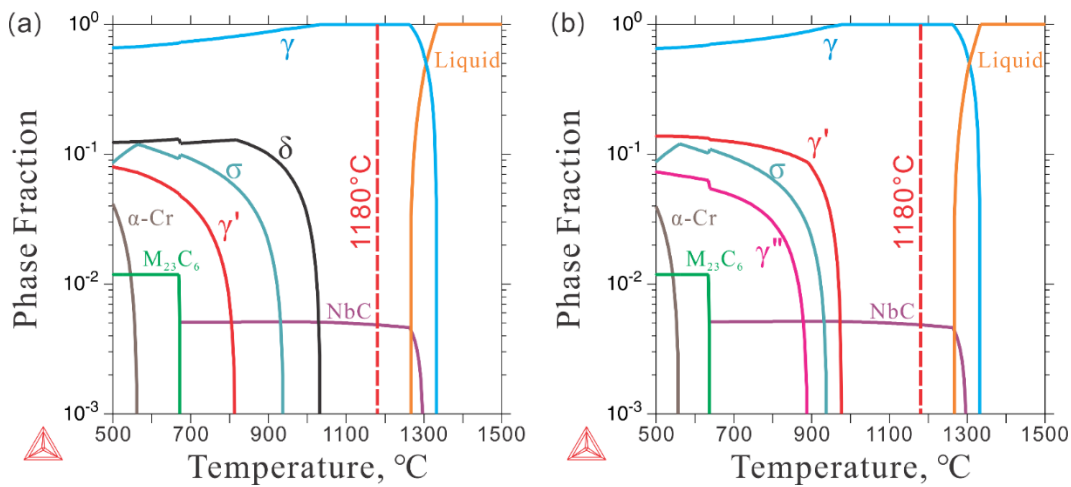 (a)
10⁰
γ
Liquid
10⁻¹
δ
σ
γ'
α-Cr
M₂₃C₆
10⁻²
NbC
10⁻³
1180°C
Phase Fraction
500 700 900 1100 1300 1500
Temperature, °C
(b)
10⁰
γ
Liquid
10⁻¹
γ'
σ
γ"
α-Cr
M₂₃C₆
10⁻²
NbC
10⁻³
1180°C
Phase Fraction
500 700 900 1100 1300 1500
Temperature, °C